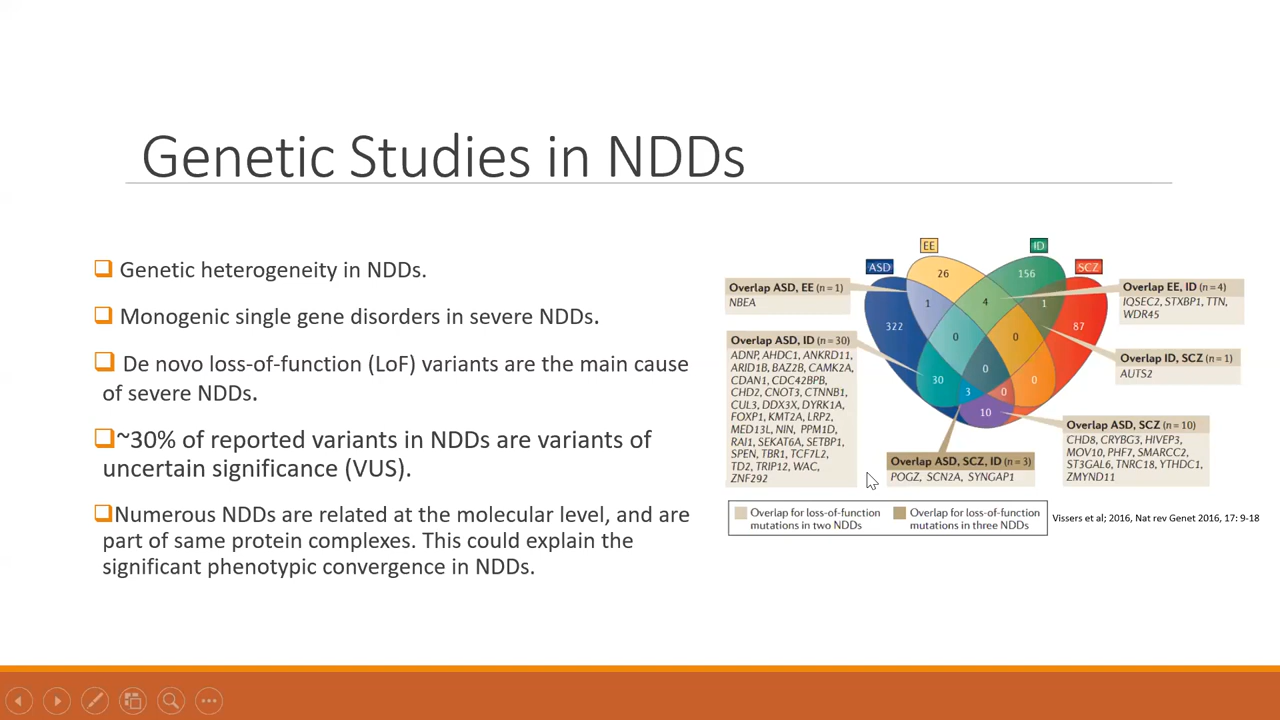 Genetic Studies in NDDs
Genetic heterogeneity in NDDs.
Monogenic single gene disorders in severe NDDs.
De novo loss-of-function (LoF) variants are the main cause
of severe NDDs.
~30% of reported variants in NDDs are variants of
uncertain significance (VUS).
Numerous NDDs are related at the molecular level, and are
part of same protein complexes. This could explain the
significant phenotypic convergence in NDDs.
ASD
EE
ID
SCZ
26
156
1
4
1
322
87
0
0
0
30
0
3
0
10
Overlap ASD, EE (n = 1)
NBEA
Overlap ASD, ID (n = 30)
ADNP, AHDC1, ANKRD11,
ARID1B, BAZ2B, CAMK2A,
CDAN1, CDC42BPB,
CHD2, CNOT3, CTNNB1,
CUL3, DDX3X, DYRK1A,
FOXP1, KMT2A, LRP2,
MED13L, NIN, PPM1D,
RAI1, SEKAT6A, SETBP1,
SPEN, TBR1, TCF7L2,
TD2, TRIP12, WAC,
ZNF292
Overlap ASD, SCZ, ID (n = 3)
POGZ, SCN2A, SYNGAP1
Overlap EE, ID (n = 4)
IQSEC2, STXBP1, TTN,
WDR45
Overlap ID, SCZ (n = 1)
AUTS2
Overlap ASD, SCZ (n = 10)
CHD8, CRYBG3, HIVEP3,
MOV10, PHF7, SMARCC2,
ST3GAL6, TNRC18, YTHDC1,
ZMYND11
Overlap for loss-of-function
mutations in two NDDs
Overlap for loss-of-function
mutations in three NDDs
Vissers et al; 2016, Nat rev Genet 2016, 17: 9-18